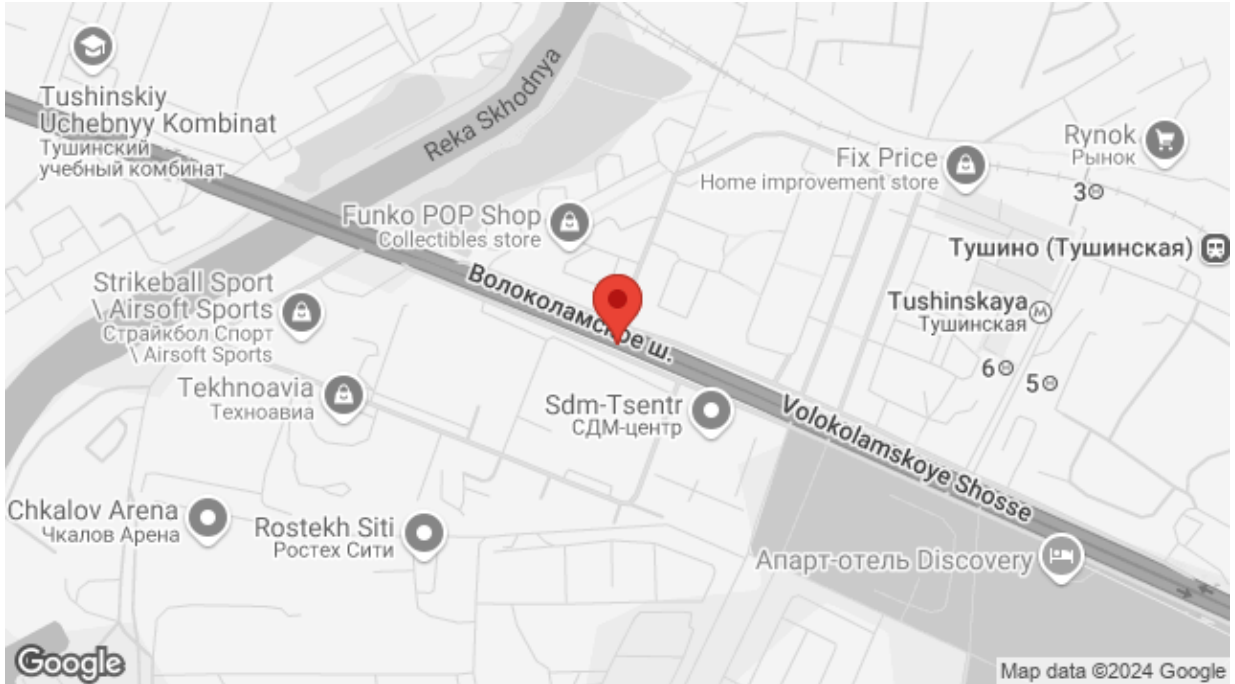 Tushinskiy
Uchebnyy Kombinat
Тушинский
учебный комбинат
Reka Skhodnya
Rynok
Рынок
Fix Price
Home improvement store
3
Funko POP Shop
Collectibles store
Тушино (Тушинская)
Волоколамское ш.
Strikeball Sport
\ Airsoft Sports
Страйкбол Спорт
\ Airsoft Sports
Tushinskaya
Тушинская
M
6
5
Tekhnoavia
Техноавиа
Sdm-Tsentr
СДМ-центр
Volokolamskoye Shosse
Chkalov Arena
Чкалов Арена
Rostekh Siti
Ростех Сити
Апарт-отель Discovery
Google
Map data ©2024 Google